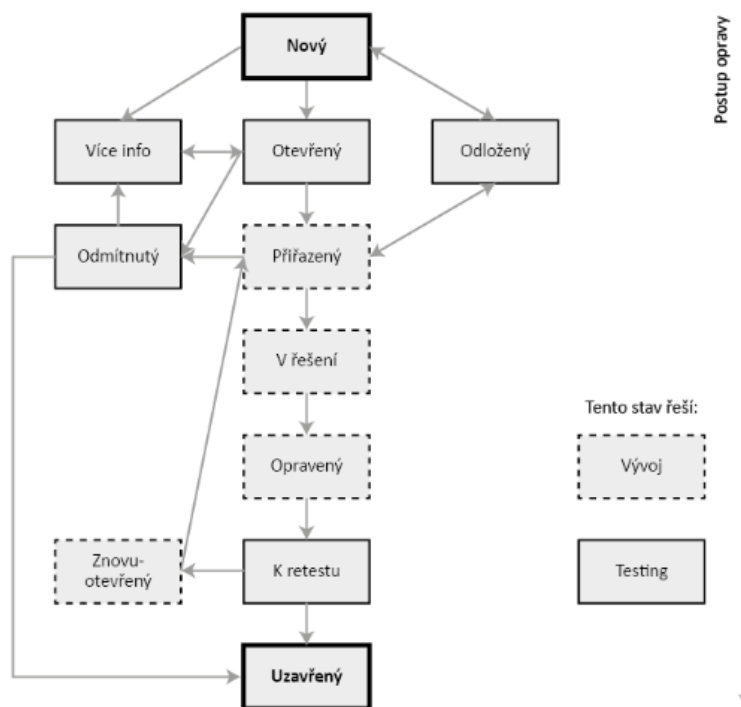 Nový
Postup opravy
Více info
Otevřený
Odložený
Odmítnutý
Přiřazený
V řešení
Tento stav řeší:
Opravený
Vývoj
Znovu-
otevřený
K retestu
Testing
Uzavřený